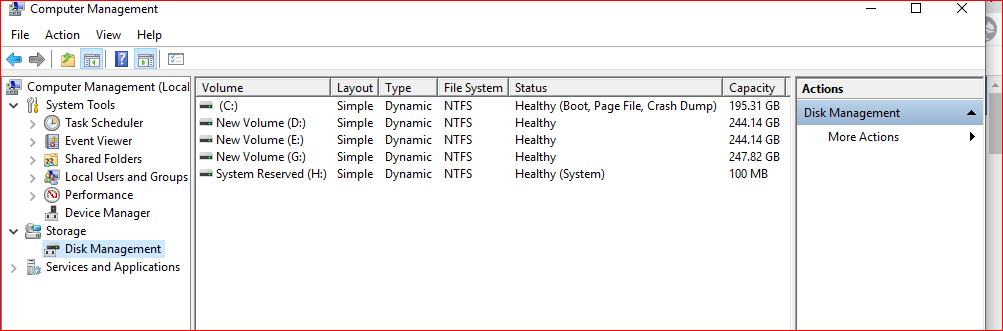 Computer Management
File Action View Help
Computer Management (Local
System Tools
Task Scheduler
Event Viewer
Shared Folders
Local Users and Groups
Performance
Device Manager
Storage
Disk Management
Services and Applications
Volume Layout Type File System Status Capacity
(C:) Simple Dynamic NTFS Healthy (Boot, Page File, Crash Dump) 195.31 GB
New Volume (D:) Simple Dynamic NTFS Healthy 244.14 GB
New Volume (E:) Simple Dynamic NTFS Healthy 244.14 GB
New Volume (G:) Simple Dynamic NTFS Healthy 247.82 GB
System Reserved (H:) Simple Dynamic NTFS Healthy (System) 100 MB
Actions
Disk Management
More Actions